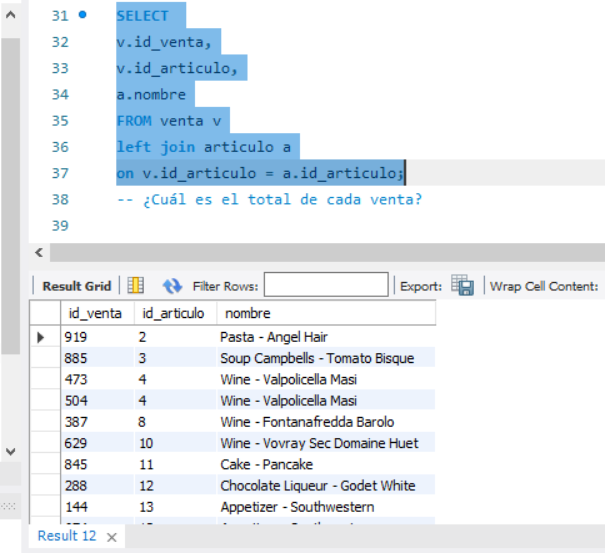 31 SELECT
32 v.id_venta,
33 v.id_articulo,
34 a.nombre
35 FROM venta v
36 left join articulo a
37 on v.id_articulo = a.id_articulo;
38 -- ¿Cuál es el total de cada venta?
39
Result Grid Filter Rows: Export: Wrap Cell Content:
id_venta id_articulo nombre
919 2 Pasta - Angel Hair
885 3 Soup Campbells - Tomato Bisque
473 4 Wine - Valpolicella Masi
504 4 Wine - Valpolicella Masi
387 8 Wine - Fontanafredda Barolo
629 10 Wine - Vovray Sec Domaine Huet
845 11 Cake - Pancake
288 12 Chocolate Liqueur - Godet White
144 13 Appetizer - Southwestern
Result 12